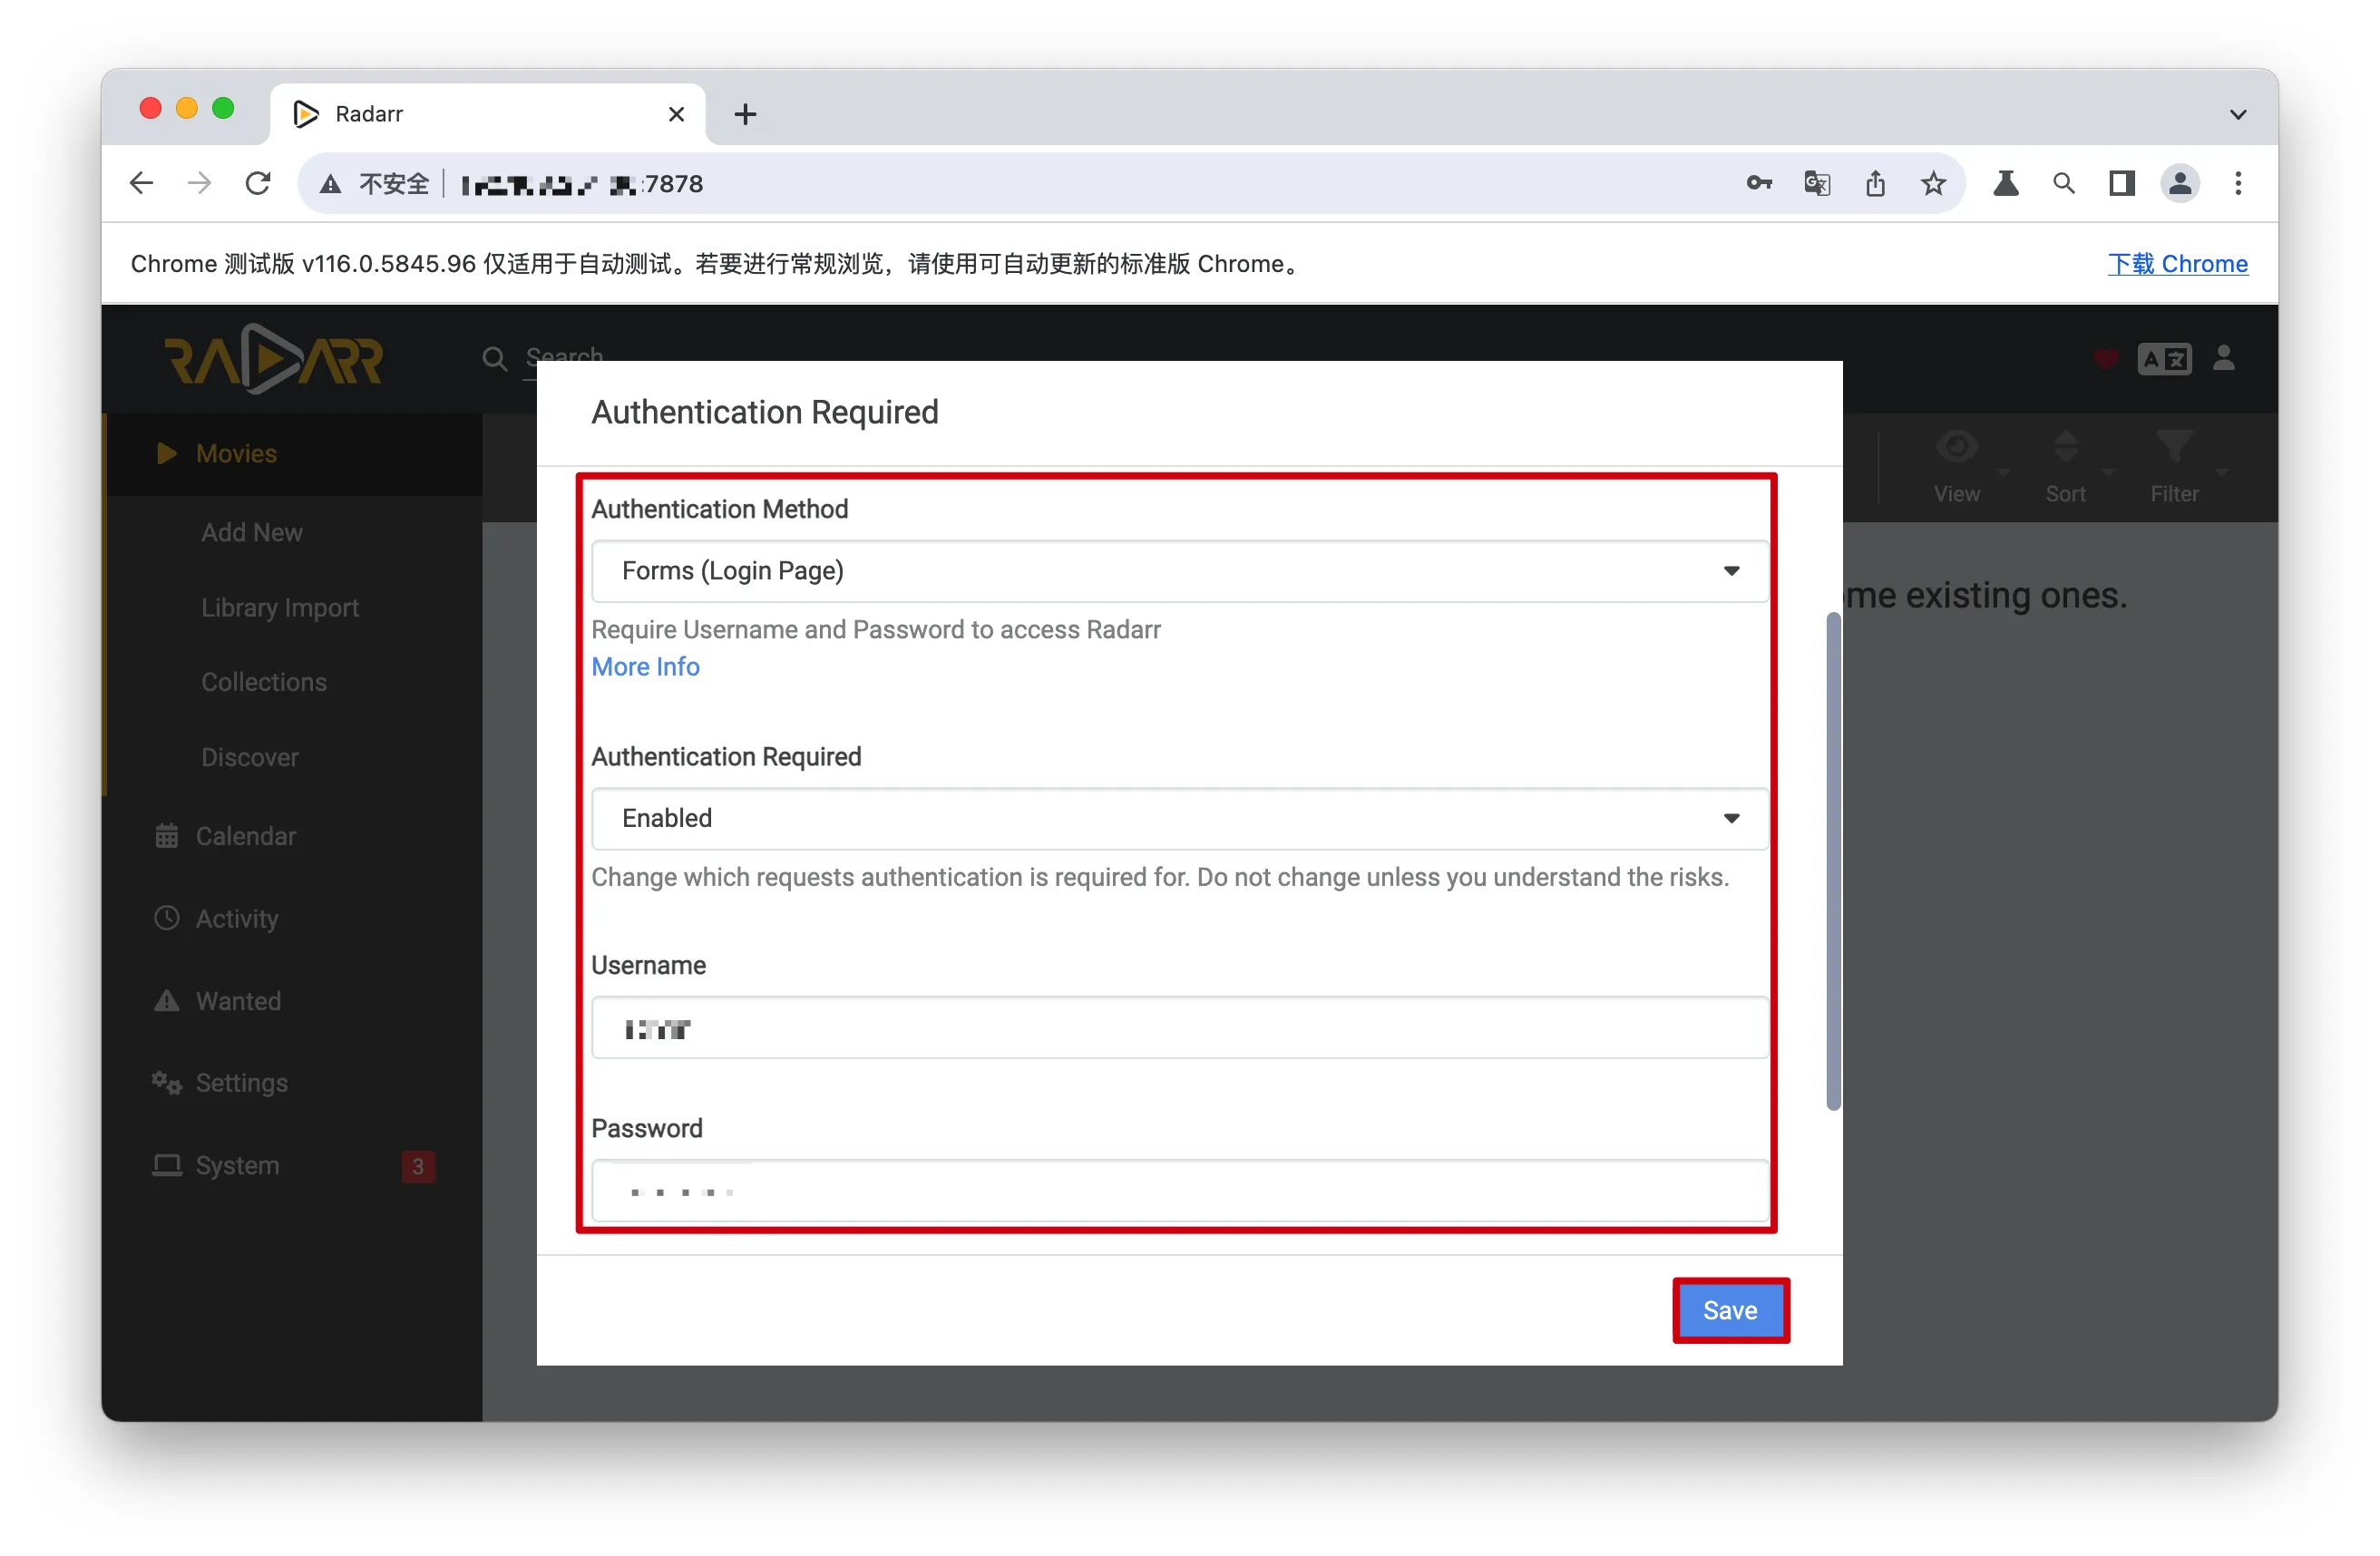 Radarr
不安全
:7878
Chrome 测试版 v116.0.5845.96 仅适用于自动测试。若要进行常规浏览，请使用可自动更新的标准版 Chrome。
下载 Chrome
RADARR
Search
Authentication Required
Movies
View
Sort
Filter
Authentication Method
Add New
Forms (Login Page)
ome existing ones.
Library Import
Require Username and Password to access Radarr
More Info
Collections
Discover
Authentication Required
Calendar
Enabled
Change which requests authentication is required for. Do not change unless you understand the risks.
Activity
Username
Wanted
Settings
Password
System
3
Save